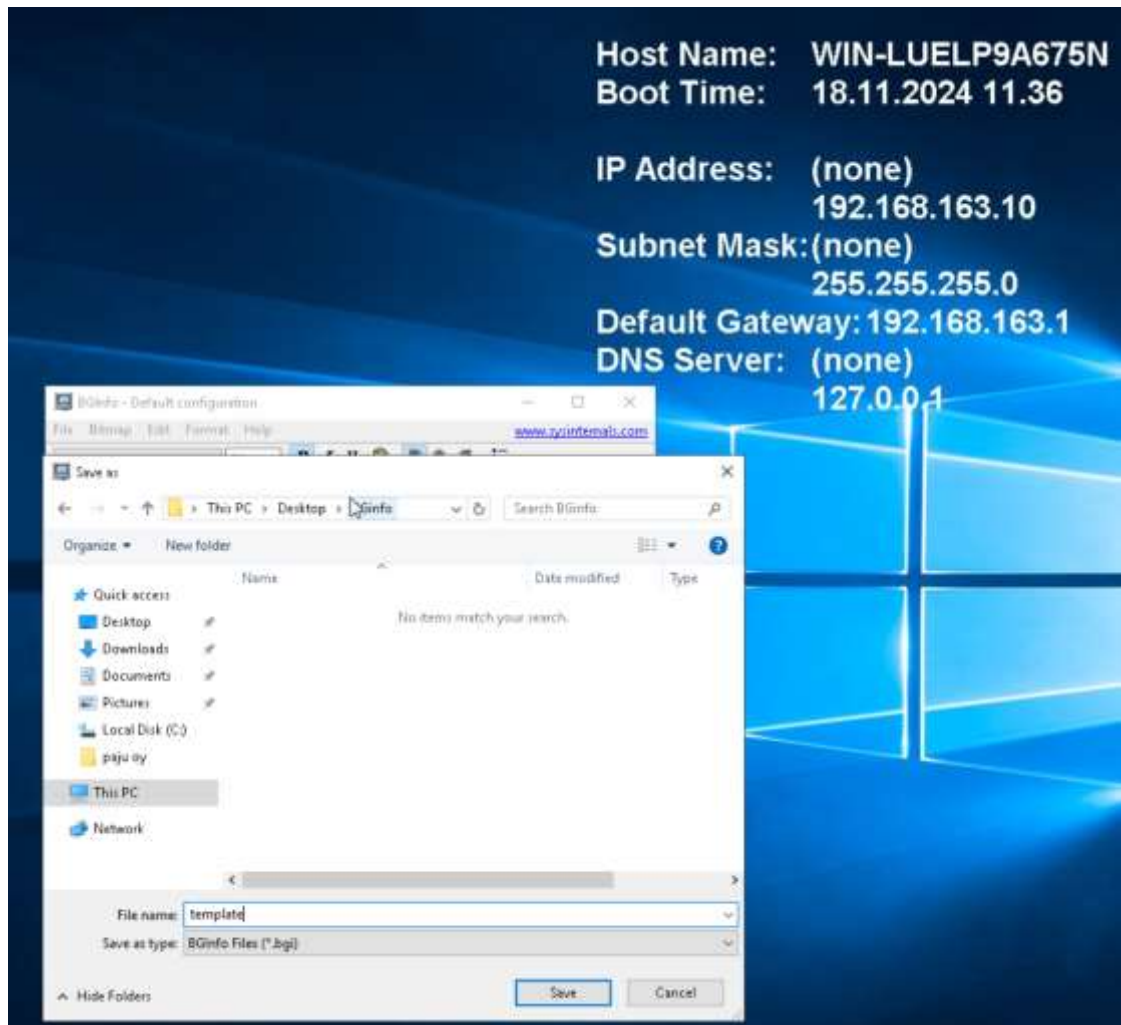 Host Name: WIN-LUELP9A675N
Boot Time: 18.11.2024 11.36
IP Address: (none)
192.168.163.10
Subnet Mask: (none)
255.255.255.0
Default Gateway: 192.168.163.1
DNS Server: (none)
127.0.0.1
BGInfo - Default configuration
File Bitmap Edit Format Help www.sysinternals.com
Save as
This PC Desktop BGinfo Search BGinfo
Organize New folder
Name Date modified Type
Quick access
No items match your search.
Desktop
Downloads
Documents
Pictures
Local Disk (C:)
paju oy
This PC
Network
File name: template
Save as type: BGInfo Files (*.bgi)
Hide Folders Save Cancel